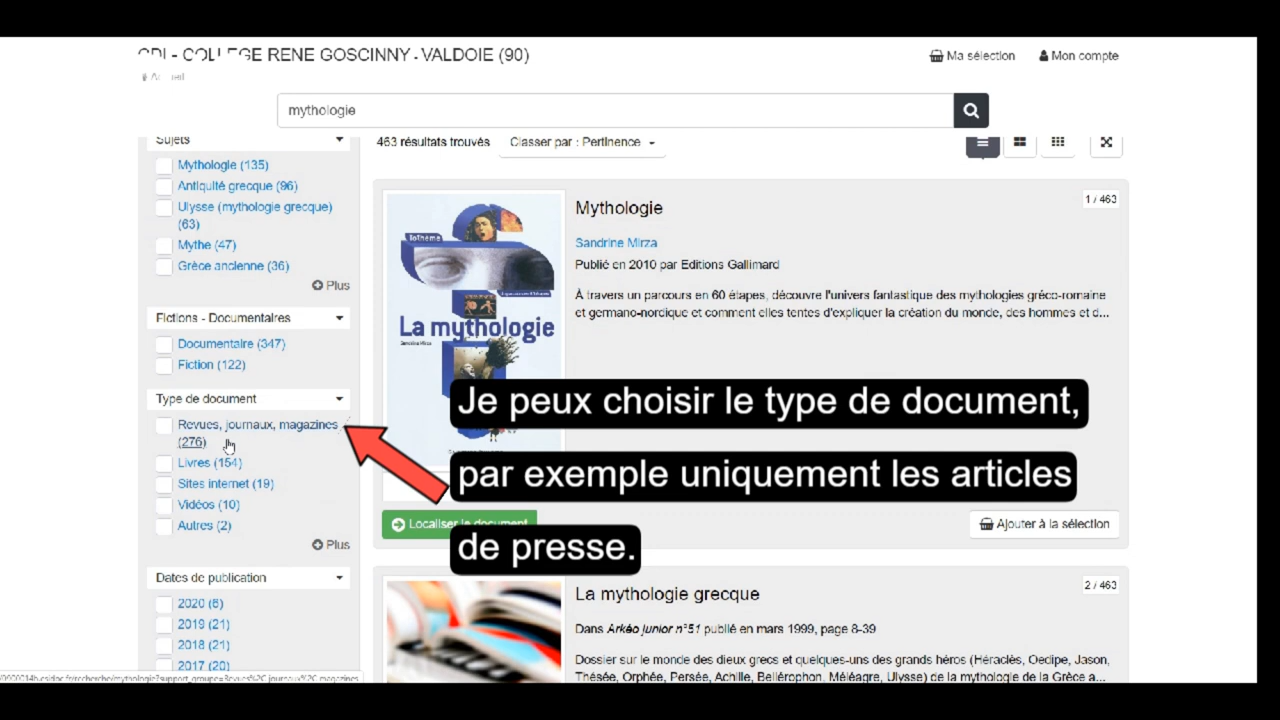 CDI - COLLEGE RENE GOSCINNY - VALDOIE (90)
Ma sélection
Mon compte
Accueil
mythologie
Sujets
463 résultats trouvés
Classer par : Pertinence
Mythologie (135)
Antiquité grecque (96)
Ulysse (mythologie grecque)
(63)
Mythe (47)
Grèce ancienne (36)
Plus
Fictions - Documentaires
Documentaire (347)
Fiction (122)
Type de document
Revues, journaux, magazines
(276)
Livres (154)
Sites internet (19)
Vidéos (10)
Autres (2)
Plus
Dates de publication
2020 (6)
2019 (21)
2018 (21)
2017 (20)
1 / 463
Mythologie
Sandrine Mirza
Publié en 2010 par Editions Gallimard
À travers un parcours en 60 étapes, découvre l'univers fantastique des mythologies gréco-romaine
et germano-nordique et comment elles tentes d'expliquer la création du monde, des hommes et d...
ToThème
La mythologie
Je peux choisir le type de document,
par exemple uniquement les articles
de presse.
Localiser le document
Ajouter à la sélection
2 / 463
La mythologie grecque
Dans Arkéo junior n°51 publié en mars 1999, page 8-39
Dossier sur le monde des dieux grecs et quelques-uns des grands héros (Héraclès, Oedipe, Jason,
Thésée, Orphée, Persée, Achille, Bellérophon, Méléagre, Ulysse) de la mythologie de la Grèce a...